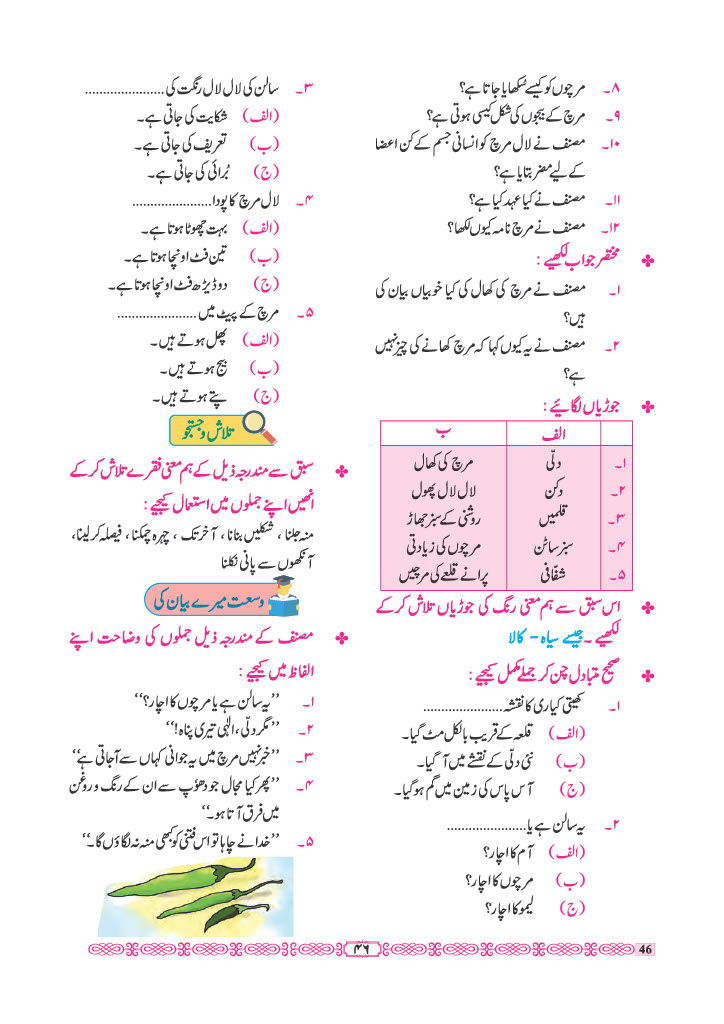 ۸۔ مرچوں کو کیسے سُکھایا جاتا ہے؟
۹۔ مرچ کے بیجوں کی شکل کیسی ہوتی ہے؟
۱۰۔ مصنف نے لال مرچ کو انسانی جسم کے کن اعضا
کے لیے مضر بتایا ہے؟
۱۱۔ مصنف نے کیا عہد کیا ہے؟
۱۲۔ مصنف نے مرچ نامہ کیوں لکھا؟
مختصر جواب لکھیے :
۱۔ مصنف نے مرچ کی کھال کی کیا خوبیاں بیان کی
ہیں؟
۲۔ مصنف نے یہ کیوں کہا کہ مرچ کھانے کی چیز نہیں
ہے؟
جوڑیاں لگائیے :
الف ب
۱۔ دلّی مرچ کی کھال
۲۔ دکن لال لال پھول
۳۔ قلمیں روشنی کے سبز جھاڑ
۴۔ سبز ساٹن مرچوں کی زیادتی
۵۔ شفّافی پرانے قلعے کی مرچیں
اس سبق سے ہم معنی رنگ کی جوڑیاں تلاش کرکے
لکھیے۔ جیسے سیاہ - کالا
صحیح متبادل چن کر جملے مکمل کیجیے :
۱۔ کھیتی کیاری کا نقشہ......................
(الف) قلعہ کے قریب بالکل مٹ گیا۔
(ب) نئی دلّی کے نقشے میں آ گیا۔
(ج) آس پاس کی زمین میں گم ہو گیا۔
۲۔ یہ سالن ہے یا......................
(الف) آم کا اچار؟
(ب) مرچوں کا اچار؟
(ج) لیمو کا اچار؟
۳۔ سالن کی لال لال رنگت کی ......................
(الف) شکایت کی جاتی ہے۔
(ب) تعریف کی جاتی ہے۔
(ج) بُرائی کی جاتی ہے۔
۴۔ لال مرچ کا پودا......................
(الف) بہت چھوٹا ہوتا ہے۔
(ب) تین فٹ اونچا ہوتا ہے۔
(ج) دو ڈیڑھ فٹ اونچا ہوتا ہے۔
۵۔ مرچ کے پیٹ میں ......................
(الف) پھل ہوتے ہیں۔
(ب) بیج ہوتے ہیں۔
(ج) پتے ہوتے ہیں۔
تلاش و جستجو
سبق سے مندرجہ ذیل کے ہم معنی فقرے تلاش کرکے
انھیں اپنے جملوں میں استعمال کیجیے :
منہ جلنا ، شکلیں بنانا ، آخر تک ، چہرہ چمکنا ، فیصلہ کرلینا،
آنکھوں سے پانی نکلنا
وسعت میرے بیان کی
مصنف کے مندرجہ ذیل جملوں کی وضاحت اپنے
الفاظ میں کیجیے :
۱۔ ”یہ سالن ہے یا مرچوں کا اچار؟“
۲۔ ”مگر دلّی، الٰہی تیری پناہ!“
۳۔ ”خبر نہیں مرچ میں یہ جوانی کہاں سے آجاتی ہے“
۴۔ ”پھر کیا مجال جو دھوٗپ سے ان کے رنگ و روغن
میں فرق آتا ہو۔“
۵۔ ”خدا نے چاہا تو اس فتنی کو کبھی منہ نہ لگاؤں گا۔“
۴۶
46